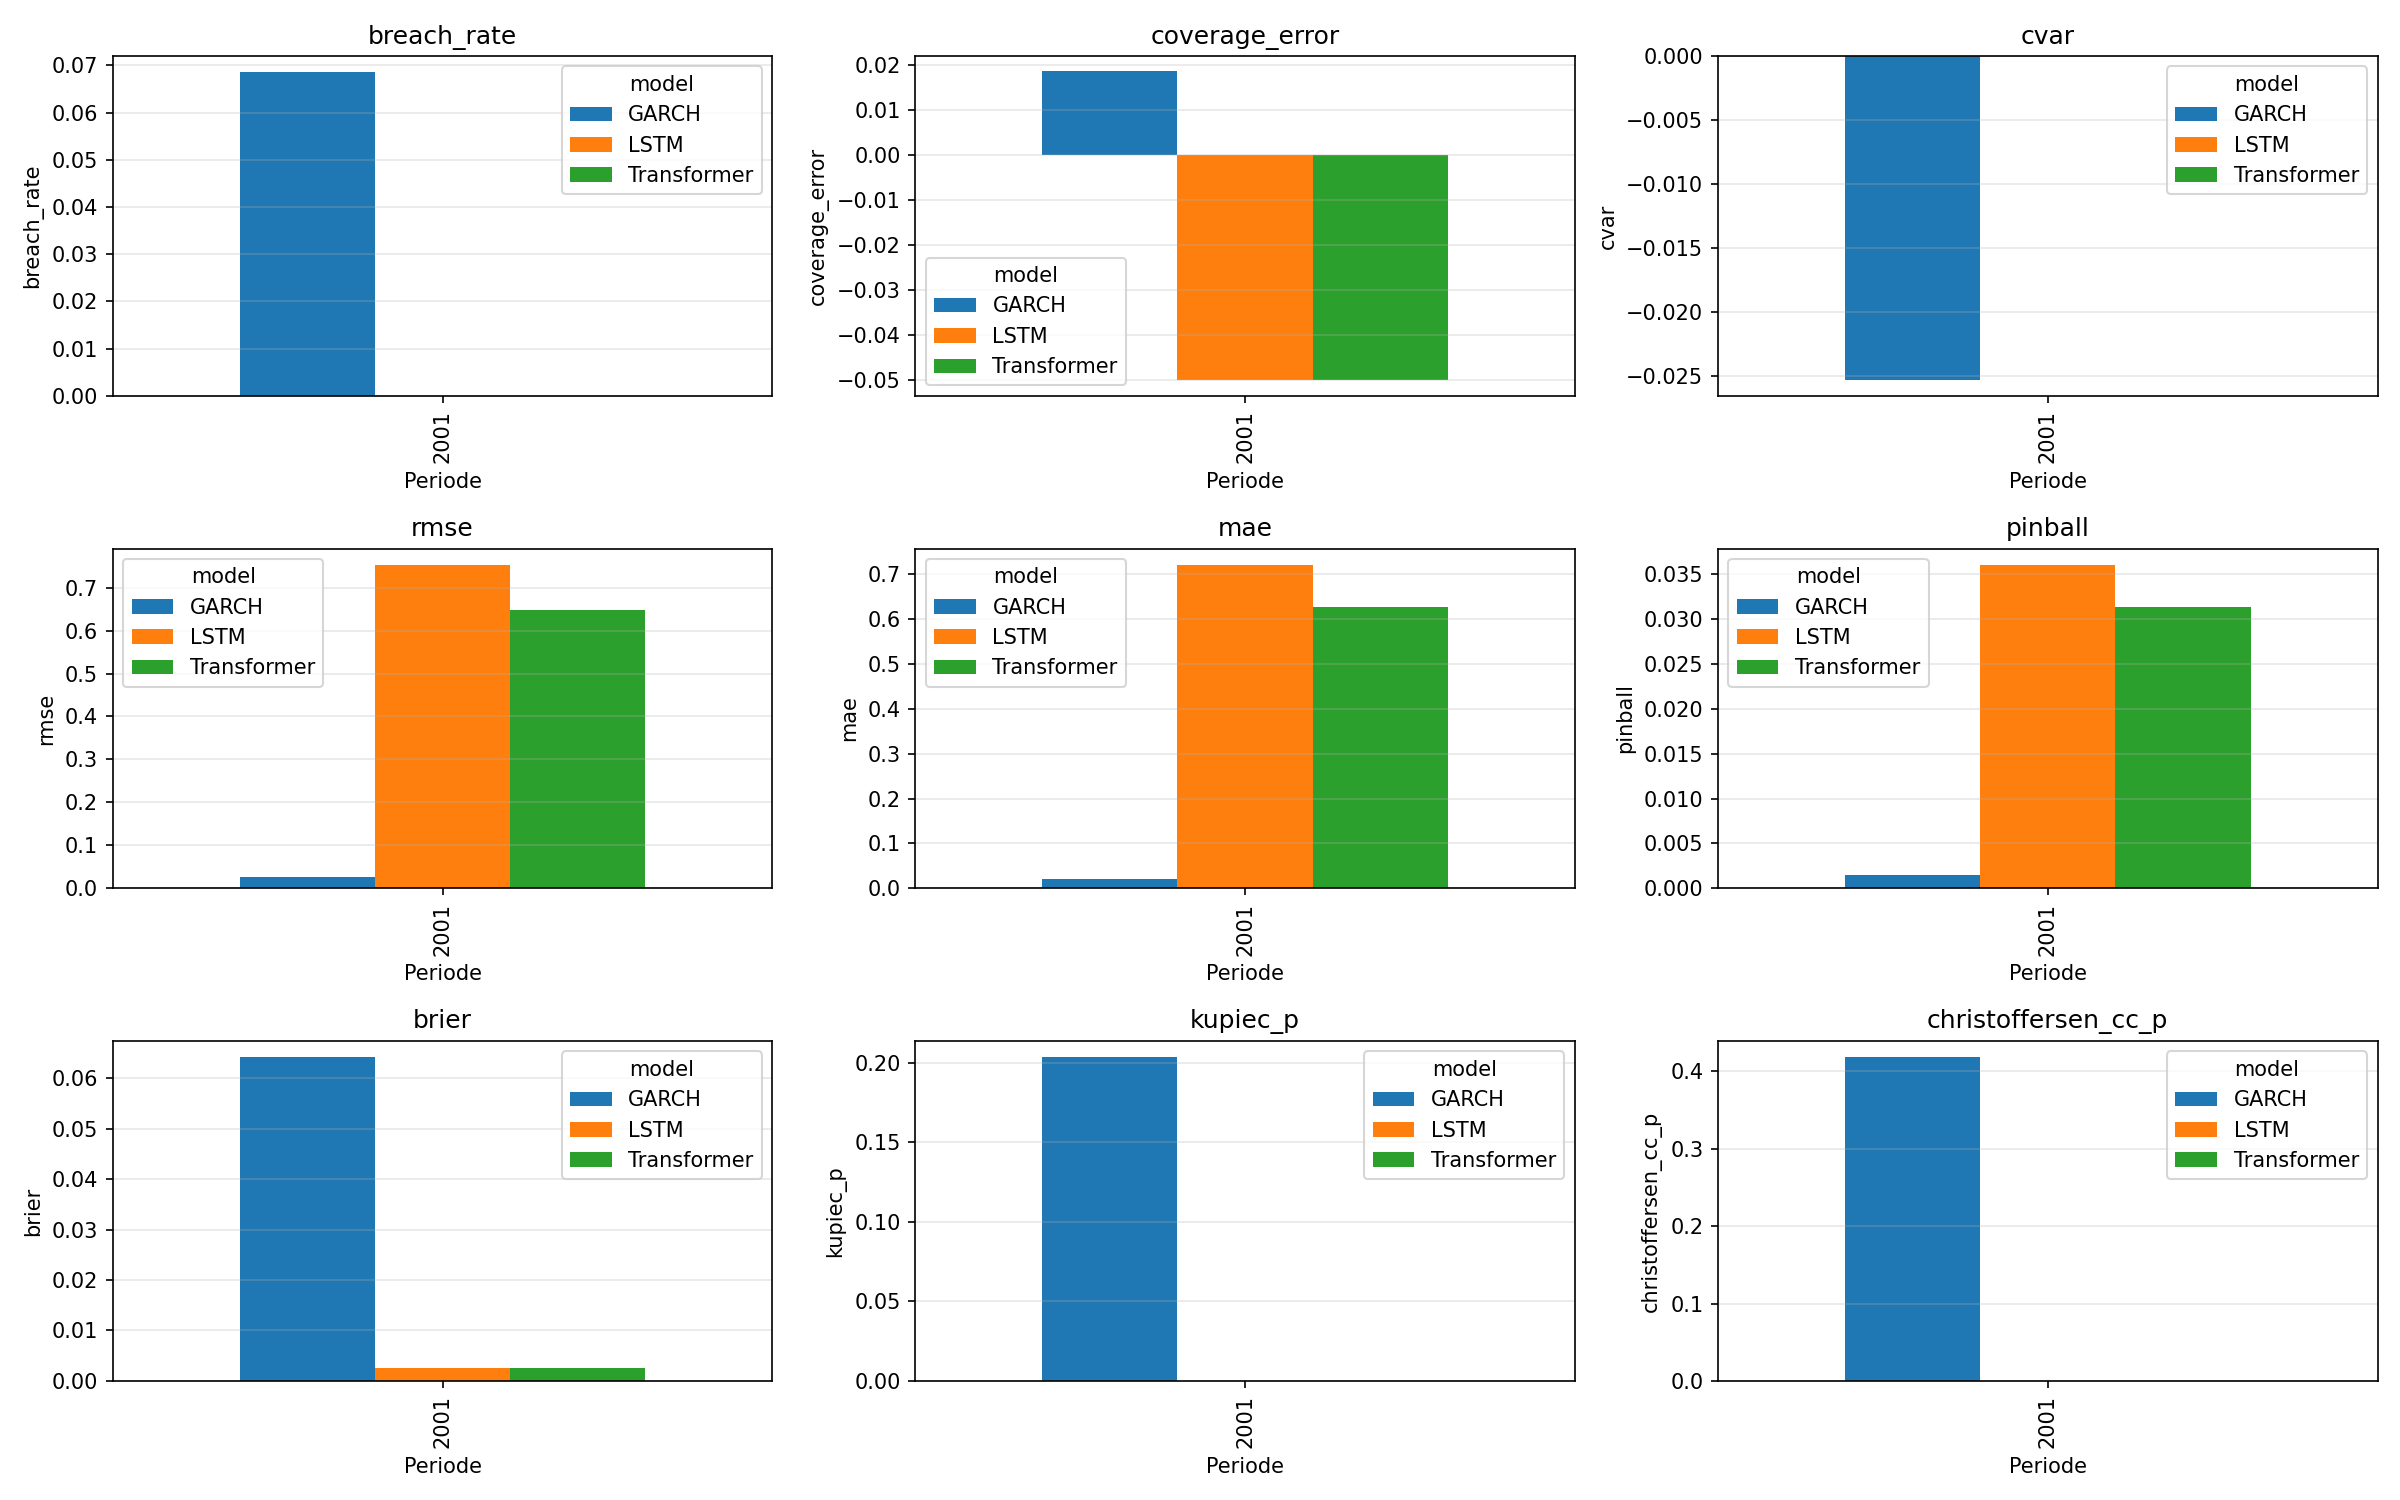 breach_rate
0.07
0.06
0.05
0.04
0.03
0.02
0.01
0.00
breach_rate
model
GARCH
LSTM
Transformer
2001
Periode
coverage_error
0.02
0.01
0.00
−0.01
−0.02
−0.03
−0.04
−0.05
coverage_error
model
GARCH
LSTM
Transformer
2001
Periode
cvar
0.000
−0.005
−0.010
−0.015
−0.020
−0.025
cvar
model
GARCH
LSTM
Transformer
2001
Periode
rmse
0.7
0.6
0.5
0.4
0.3
0.2
0.1
0.0
rmse
model
GARCH
LSTM
Transformer
2001
Periode
mae
0.7
0.6
0.5
0.4
0.3
0.2
0.1
0.0
mae
model
GARCH
LSTM
Transformer
2001
Periode
pinball
0.035
0.030
0.025
0.020
0.015
0.010
0.005
0.000
pinball
model
GARCH
LSTM
Transformer
2001
Periode
brier
0.06
0.05
0.04
0.03
0.02
0.01
0.00
brier
model
GARCH
LSTM
Transformer
2001
Periode
kupiec_p
0.20
0.15
0.10
0.05
0.00
kupiec_p
model
GARCH
LSTM
Transformer
2001
Periode
christoffersen_cc_p
0.4
0.3
0.2
0.1
0.0
christoffersen_cc_p
model
GARCH
LSTM
Transformer
2001
Periode